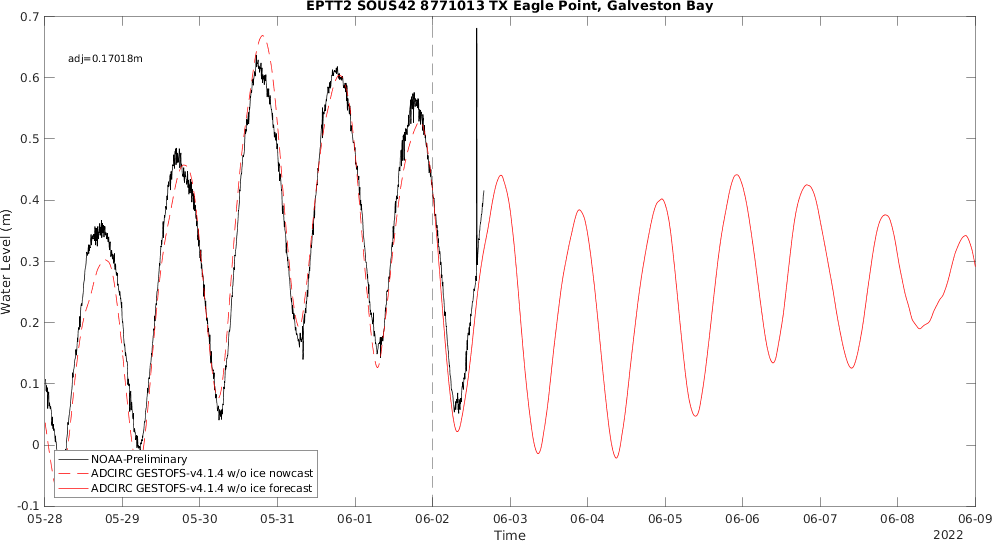 EPTT2 SOUS42 8771013 TX Eagle Point, Galveston Bay
adj=0.17018m
0.7
0.6
0.5
0.4
0.3
0.2
0.1
0
-0.1
Water Level (m)
NOAA-Preliminary
ADCIRC GESTOFS-v4.1.4 w/o ice nowcast
ADCIRC GESTOFS-v4.1.4 w/o ice forecast
05-28 05-29 05-30 05-31 06-01 06-02 06-03 06-04 06-05 06-06 06-07 06-08 06-09
Time
2022